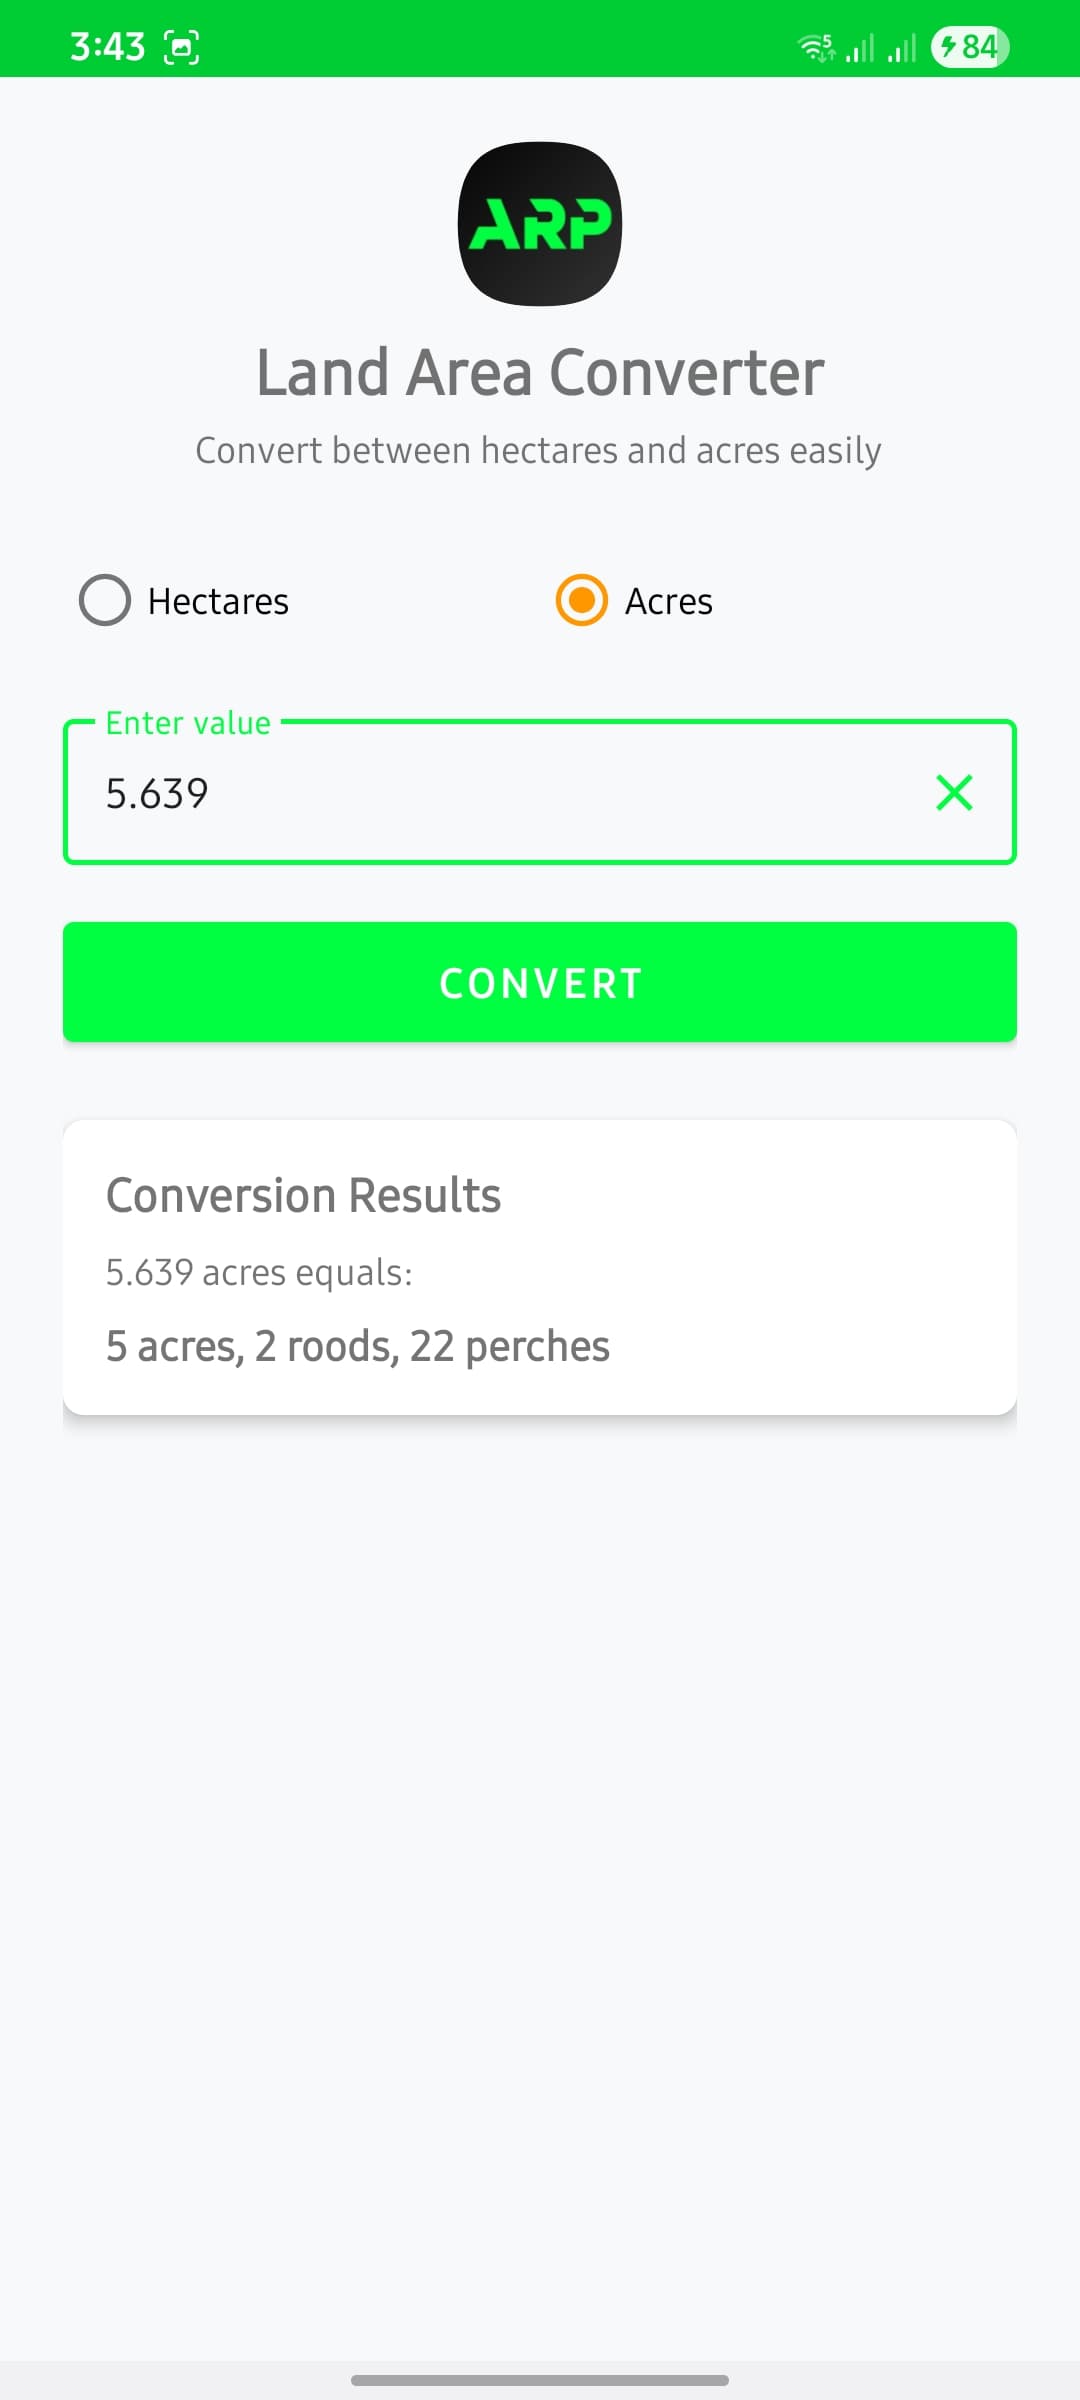 3:43 5 84
ARP
Land Area Converter
Convert between hectares and acres easily
Hectares Acres
Enter value
5.639
CONVERT
Conversion Results
5.639 acres equals:
5 acres, 2 roods, 22 perches